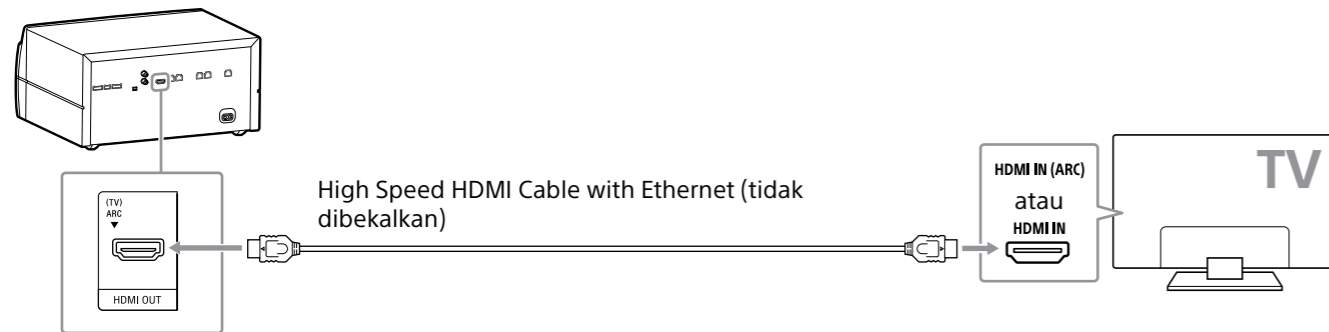 (TV)
ARC
HDMI OUT
High Speed HDMI Cable with Ethernet (tidak
dibekalkan)
HDMI IN (ARC)
atau
HDMI IN
TV